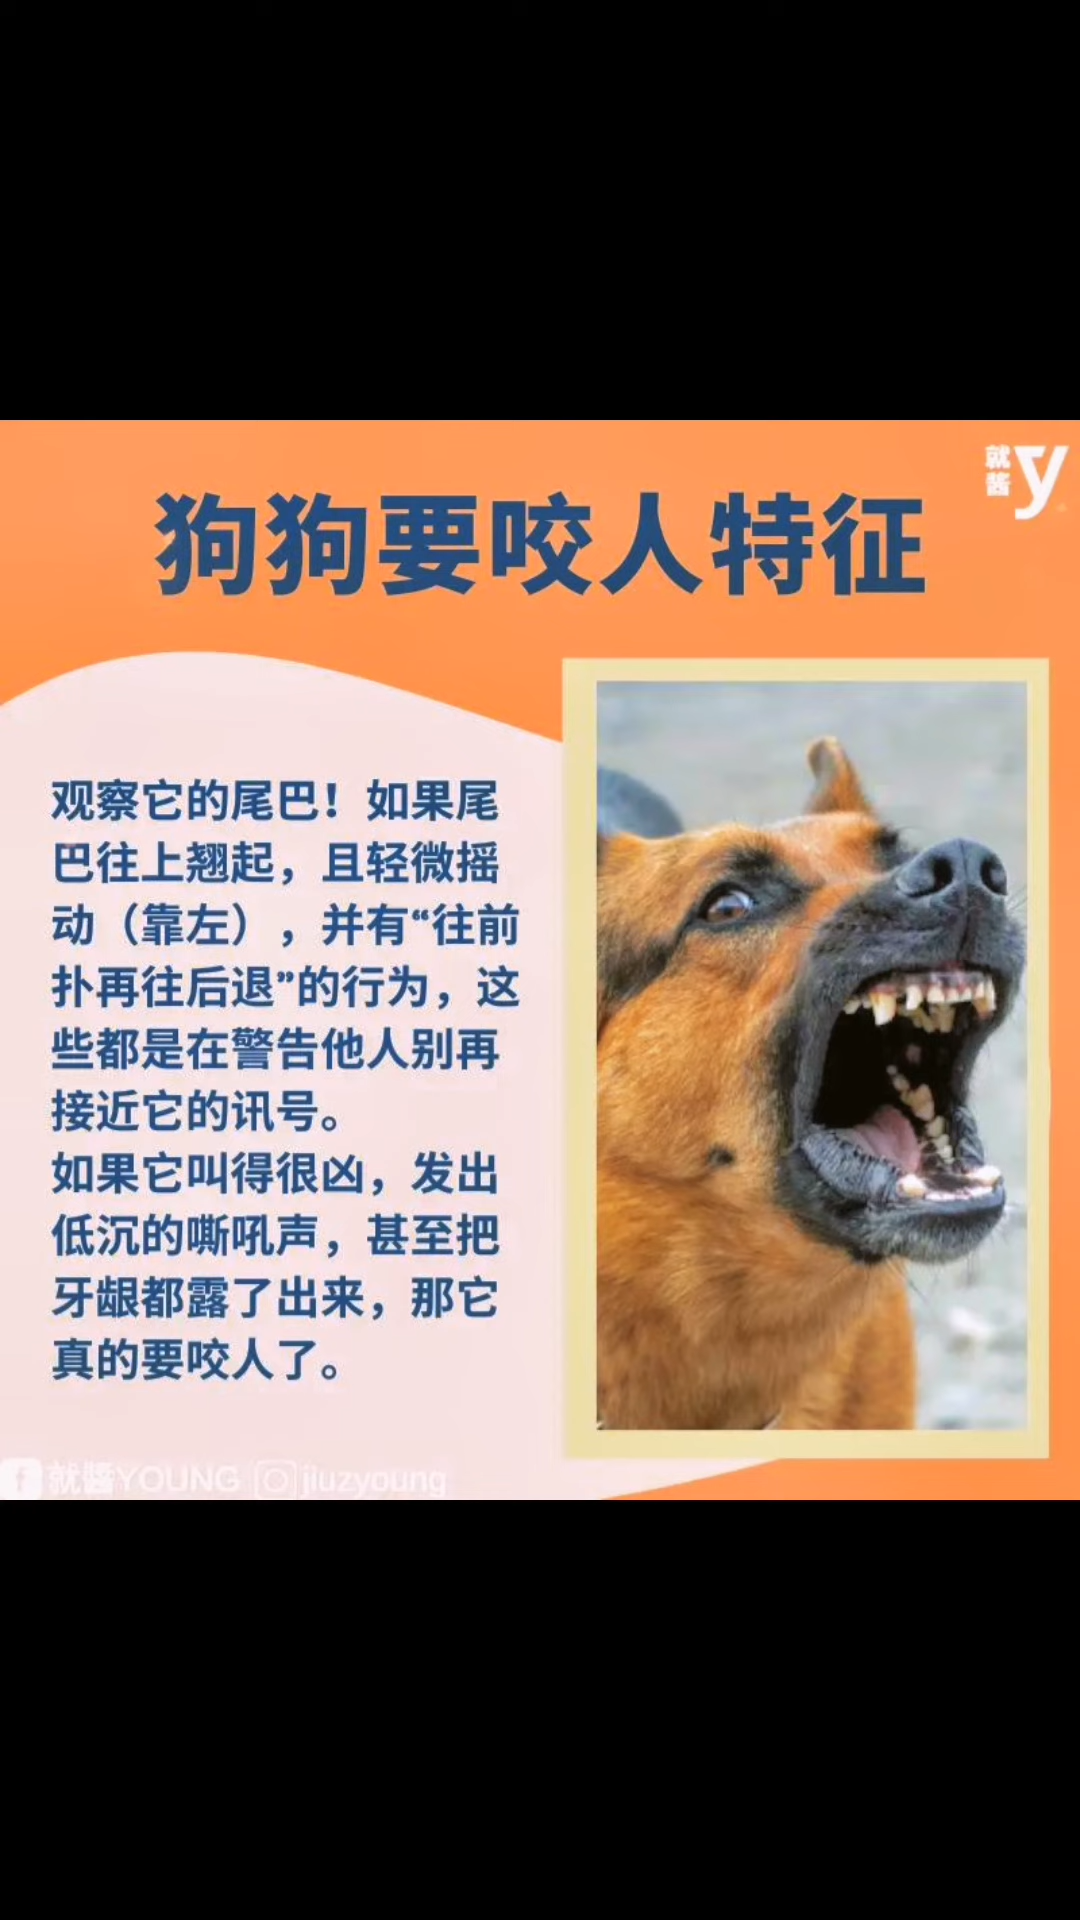 就酱 y
狗狗要咬人特征
观察它的尾巴！如果尾
巴往上翘起，且轻微摇
动（靠左），并有“往前
扑再往后退”的行为，这
些都是在警告他人别再
接近它的讯号。
如果它叫得很凶，发出
低沉的嘶吼声，甚至把
牙龈都露了出来，那它
真的要咬人了。
f 就醬YOUNG jiuzyoung